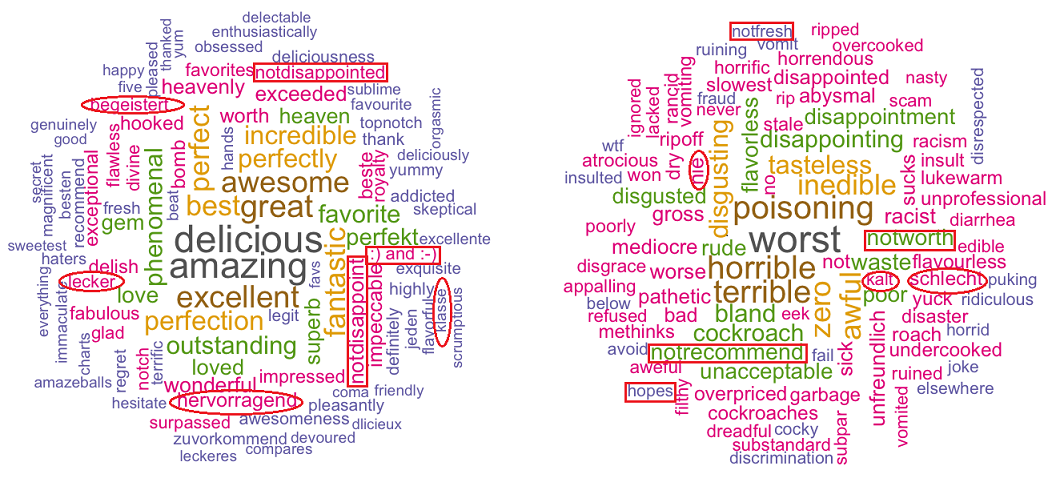 delectable
enthusiastically
obsessed
thanked
yum
pleased
deliciousness
happy
favorites
notdisappointed
five
heavenly
sublime
begeistert
exceeded
favourite
orgasmic
genuinely
hooked
worth
heaven
topnotch
good
flawless
divine
bomb
perfect
hands
incredible
thank
perfectly
beste
royally
deliciously
yummy
secret
magnificent
besten
recommend
exceptional
phenomenal
awesome
addicted
fresh
beat
best
great
favorite
skeptical
gem
sweetest
delicious
perfekt
excellente
haters
amazing
favs
:) and :-)
delish
exquisite
lecker
excellent
fantastic
notdisappoint
impeccable
highly
klasse
love
everything
immaculate
fabulous
perfection
legit
superb
definitely
jeden
flavorful
scrumptious
glad
charts
outstanding
regret
notch
terrific
loved
amazeballs
wonderful
impressed
coma
friendly
hesitate
hervorragend
pleasantly
surpassed
awesomeness
dlicieux
zuvorkommend
devoured
leckeres
compares
notfresh
ripped
ruining
vomit
overcooked
horrendous
horrific
disappointed
nasty
ignored
lacked
rancid
vomiting
slowest
abysmal
fraud
rip
scam
disrespected
never
disappointment
stale
wtf
ripoff
flavorless
disappointing
racism
atrocious
dry
nie
disgusting
tasteless
sucks
insult
insulted
won
no
inedible
lukewarm
disgusted
unprofessional
gross
poisoning
racist
diarrhea
poorly
mediocre
rude
worst
notworth
edible
disgrace
worse
horrible
not
waste
flavourless
appalling
terrible
zero
awful
kalt
schlecht
puking
below
pathetic
poor
yuck
ridiculous
refused
bad
bland
eek
disaster
methinks
cockroach
unfreundlich
roach
horrid
avoid
notrecommend
fail
sick
undercooked
aweful
unacceptable
ruined
joke
hopes
filthy
overpriced
garbage
elsewhere
cockroaches
vomited
dreadful
cocky
subpar
substandard
discrimination